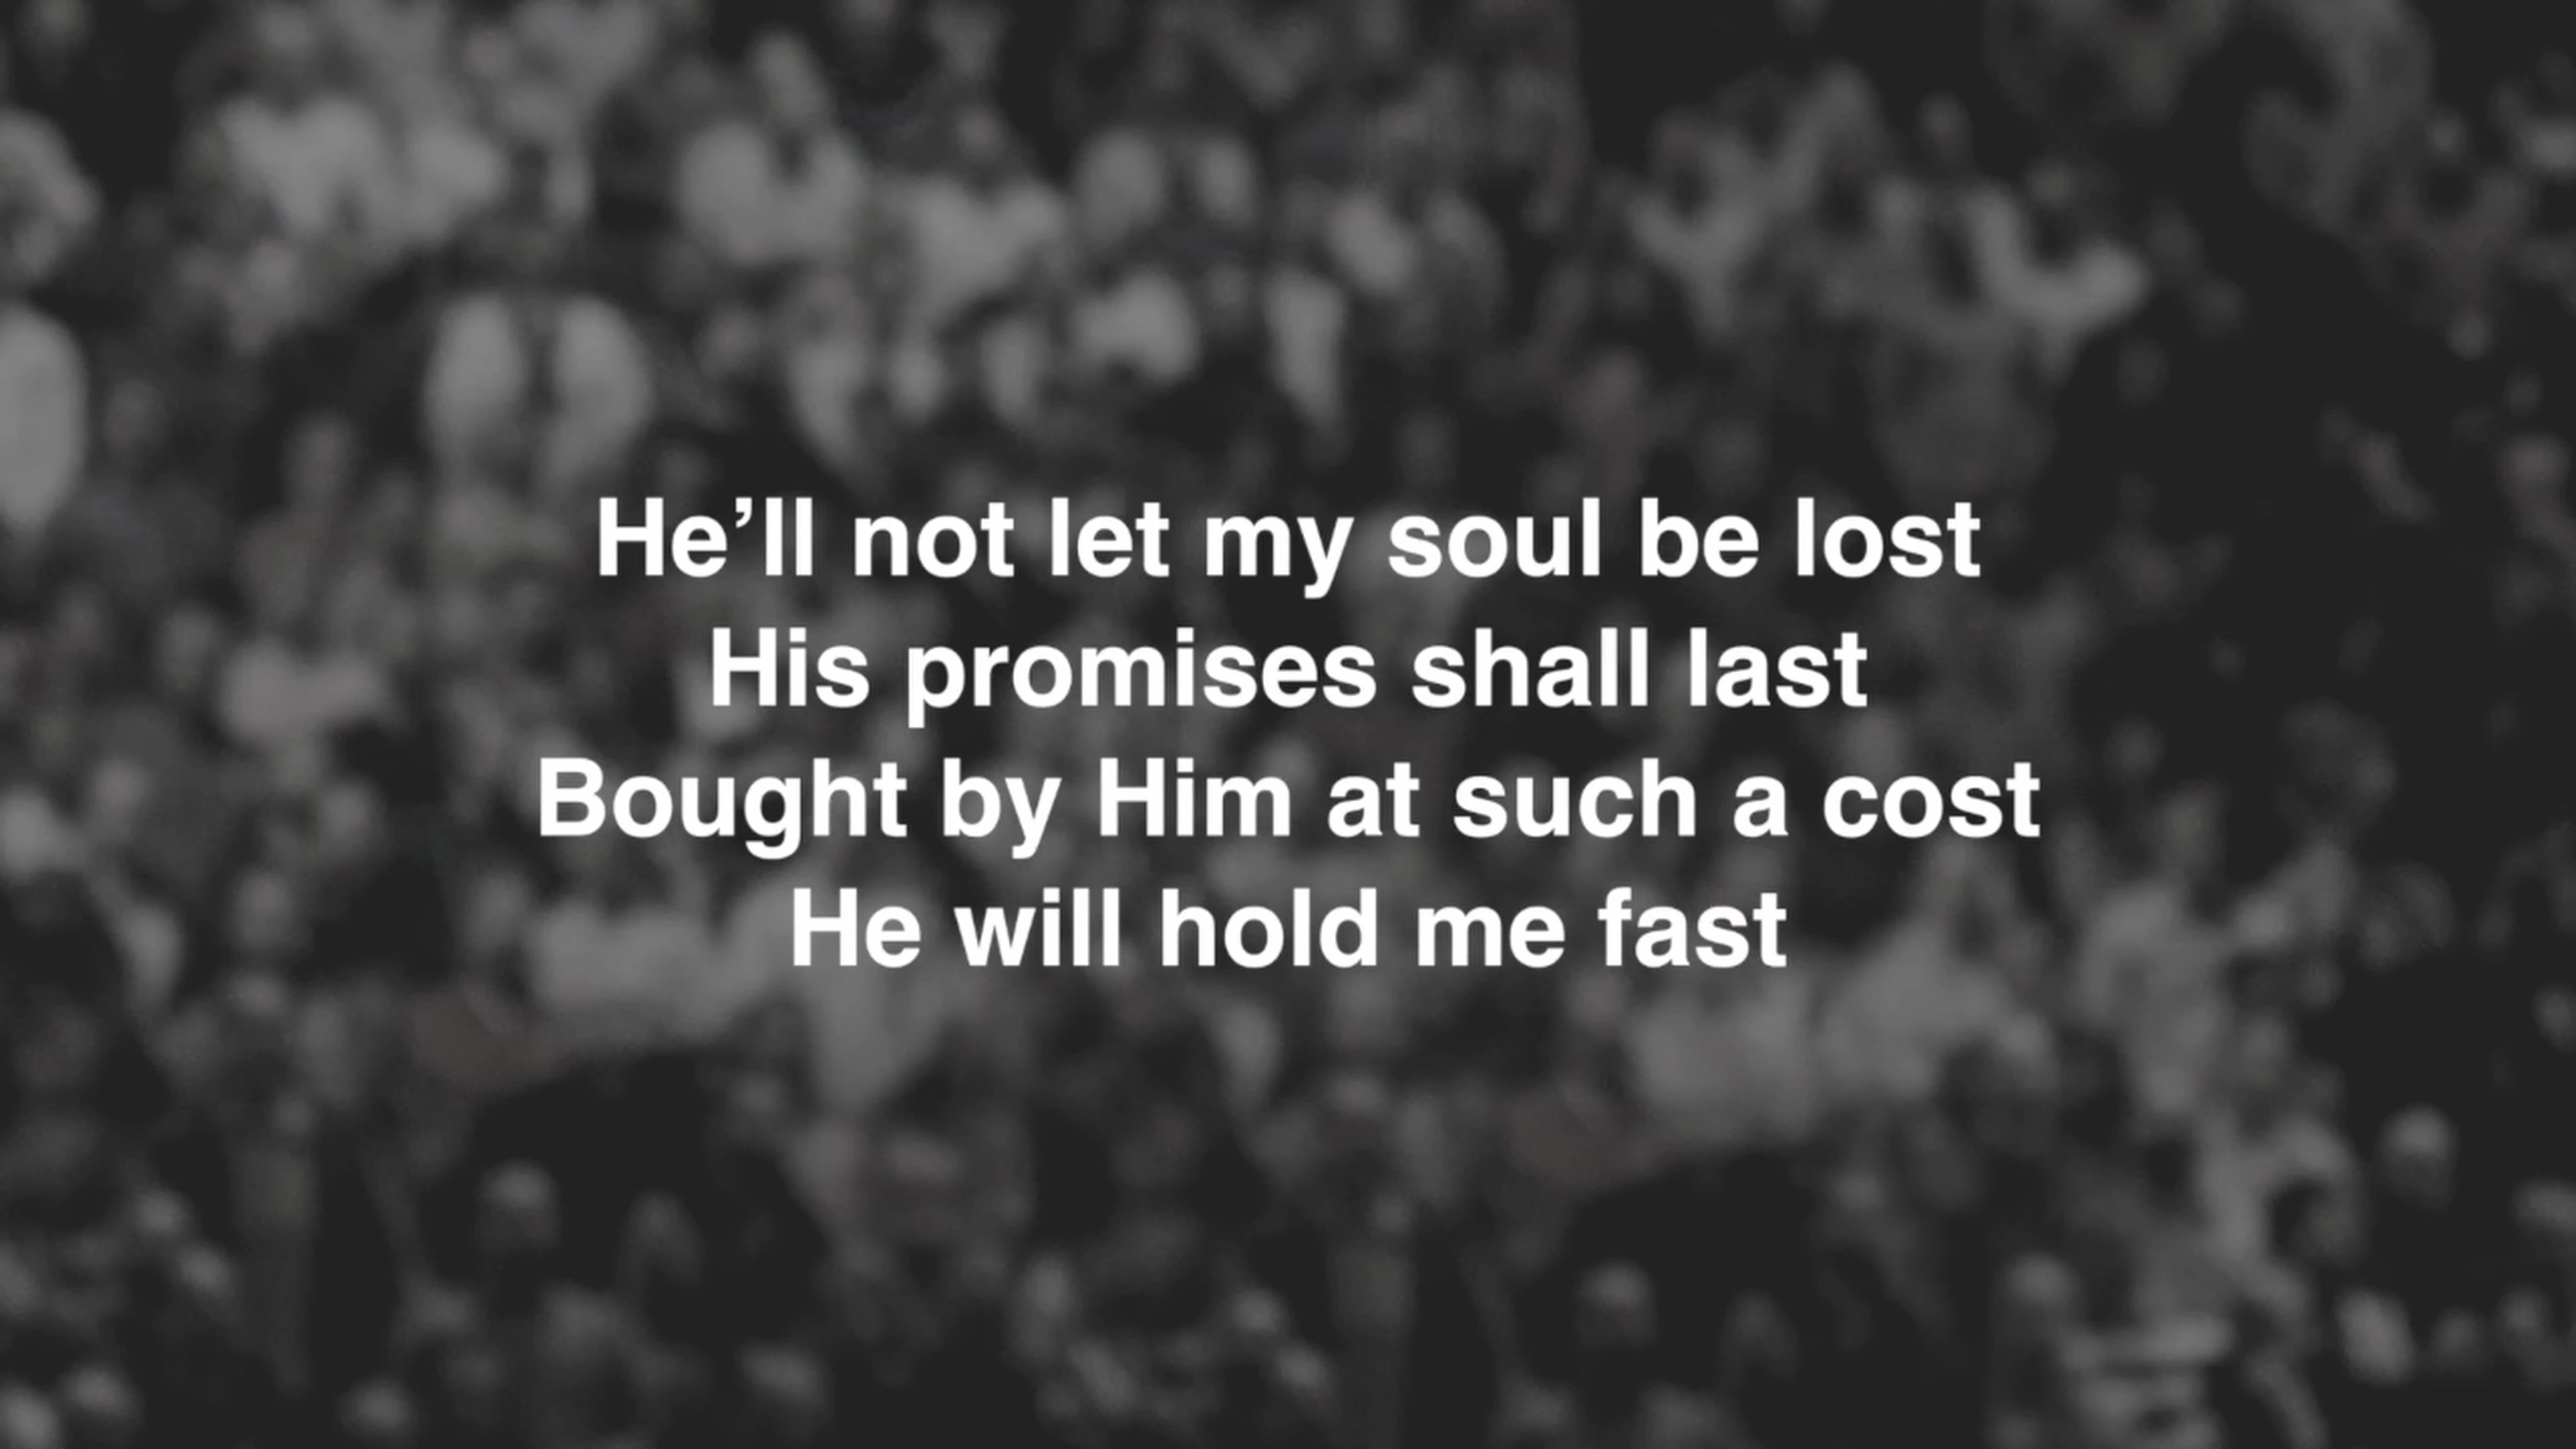 He’ll not let my soul be lost
His promises shall last
Bought by Him at such a cost
He will hold me fast